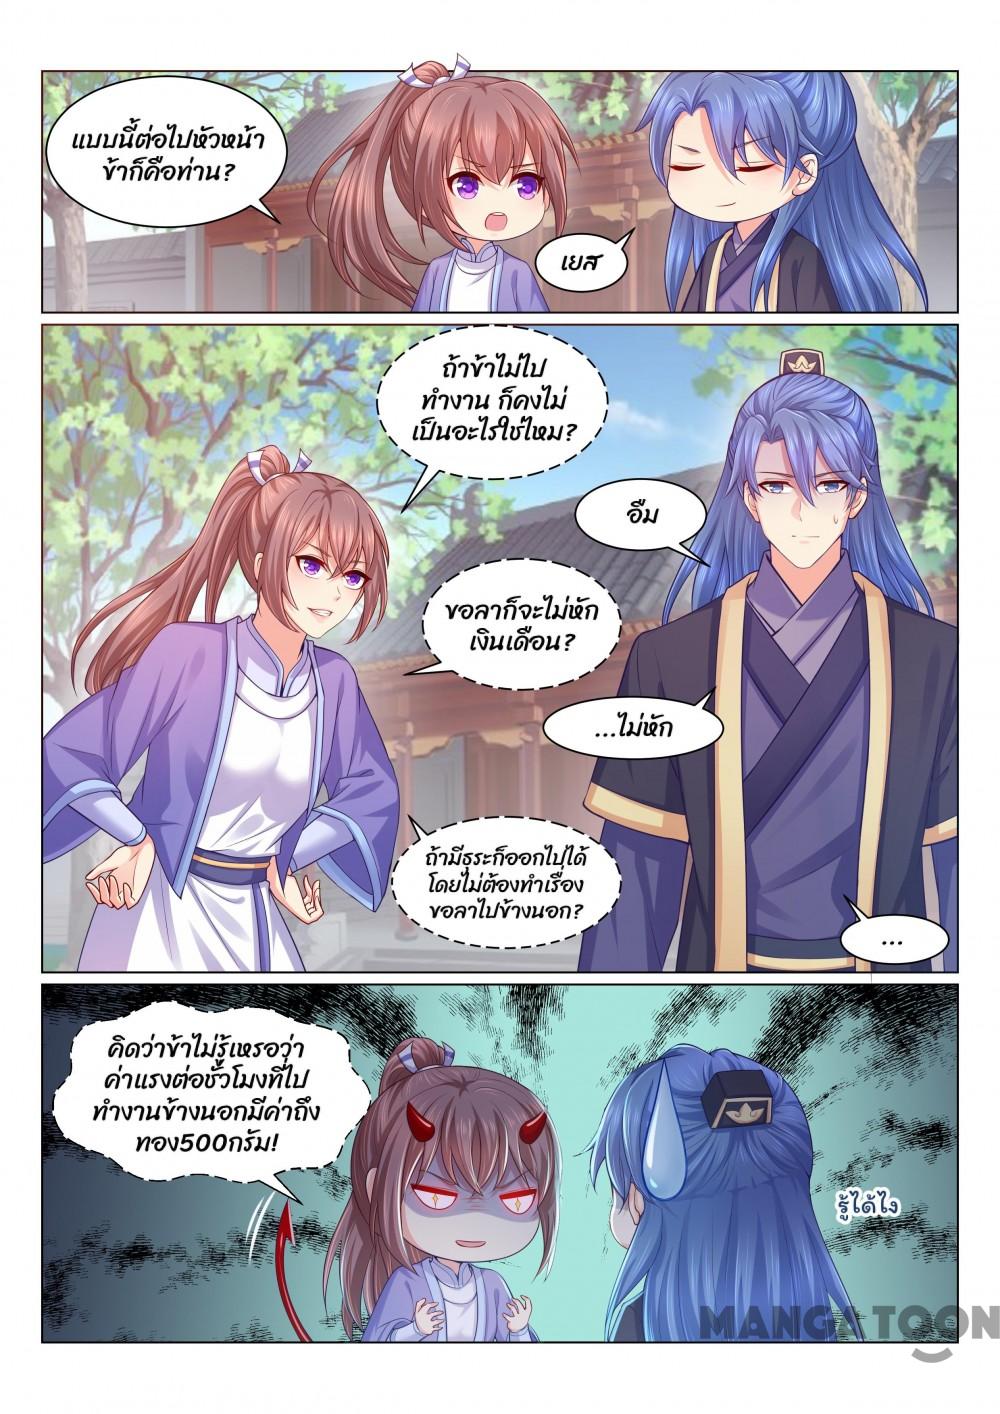 แบบนี้ต่อไปหัวหน้า
ข้าก็คือท่าน?
เยส
ถ้าข้าไม่ไป
ทำงาน ก็คงไม่
เป็นอะไรใช่ไหม?
อืม
ขอลาก็จะไม่หัก
เงินเดือน?
...ไม่หัก
ถ้ามีธุระก็ออกไปได้
โดยไม่ต้องทำเรื่อง
ขอลาไปข้างนอก?
...
คิดว่าข้าไม่รู้เหรอว่า
ค่าแรงต่อชั่วโมงที่ไป
ทำงานข้างนอกมีค่าถึง
ทอง500กรัม!
รู้ได้ไง
MANGATOON